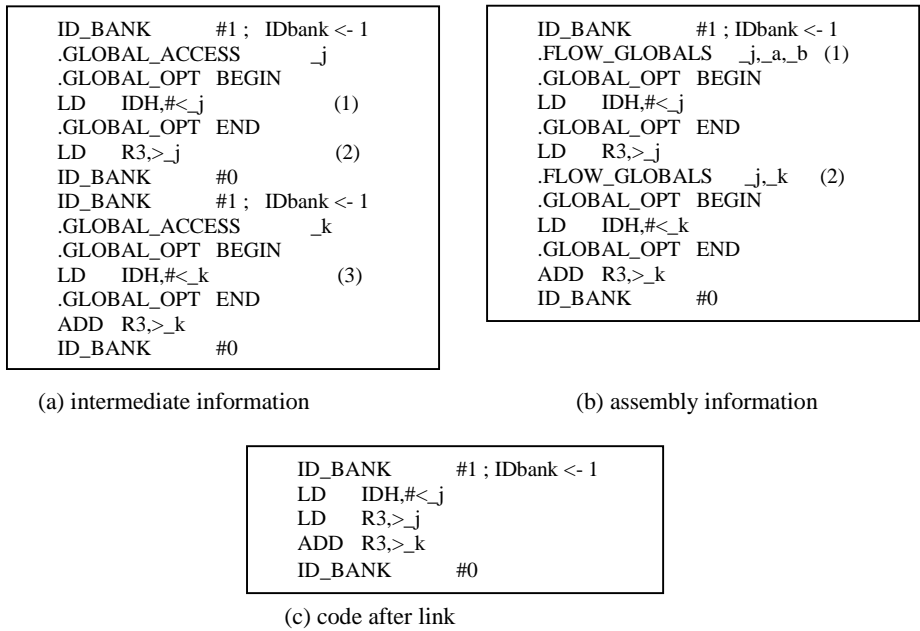 ID_BANK #1 ; IDbank <- 1
.GLOBAL_ACCESS _j
.GLOBAL_OPT BEGIN
LD IDH,#<_j (1)
.GLOBAL_OPT END
LD R3,>_j (2)
ID_BANK #0
ID_BANK #1 ; IDbank <- 1
.GLOBAL_ACCESS _k
.GLOBAL_OPT BEGIN
LD IDH,#<_k (3)
.GLOBAL_OPT END
ADD R3,>_k
ID_BANK #0
(a) intermediate information
ID_BANK #1 ; IDbank <- 1
.FLOW_GLOBALS _j,_a,_b (1)
.GLOBAL_OPT BEGIN
LD IDH,#<_j
.GLOBAL_OPT END
LD R3,>_j
.FLOW_GLOBALS _j,_k (2)
.GLOBAL_OPT BEGIN
LD IDH,#<_k
.GLOBAL_OPT END
ADD R3,>_k
ID_BANK #0
(b) assembly information
ID_BANK #1 ; IDbank <- 1
LD IDH,#<_j
LD R3,>_j
ADD R3,>_k
ID_BANK #0
(c) code after link